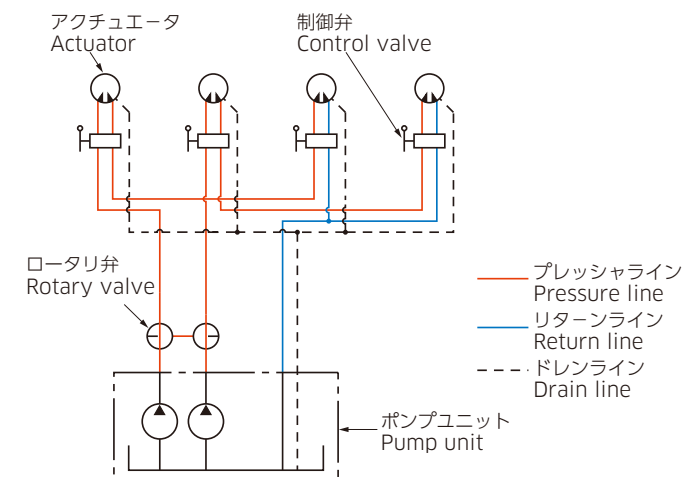 アクチュエータ
Actuator
制御弁
Control valve
ロータリ弁
Rotary valve
プレッシャライン
Pressure line
リターンライン
Return line
ドレンライン
Drain line
ポンプユニット
Pump unit